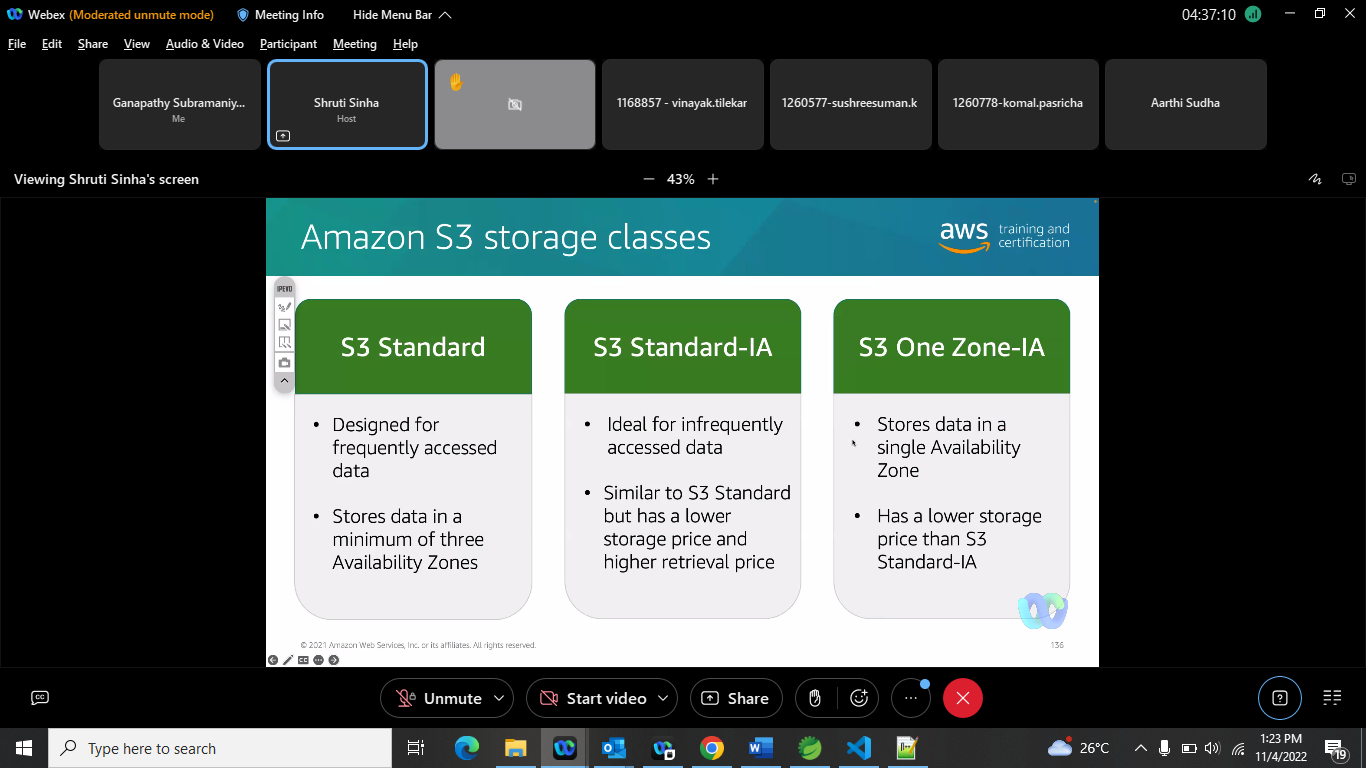 Webex (Moderated unmute mode) Meeting Info Hide Menu Bar 04:37:10
File Edit Share View Audio & Video Participant Meeting Help
Ganapathy Subramaniy...
Me
Shruti Sinha
Host
1168857 - vinayak.tilekar
1260577-sushreesuman.k
1260778-komal.pasricha
Aarthi Sudha
Viewing Shruti Sinha's screen
43%
Amazon S3 storage classes
aws training and
certification
IPEVO
S3 Standard
• Designed for
frequently accessed
data
• Stores data in a
minimum of three
Availability Zones
S3 Standard-IA
• Ideal for infrequently
accessed data
• Similar to S3 Standard
but has a lower
storage price and
higher retrieval price
S3 One Zone-IA
• Stores data in a
single Availability
Zone
• Has a lower storage
price than S3
Standard-IA
© 2021 Amazon Web Services, Inc. or its affiliates. All rights reserved.
136
CC
CC
Unmute
Start video
Share
Type here to search
26°C
1:23 PM
11/4/2022
19